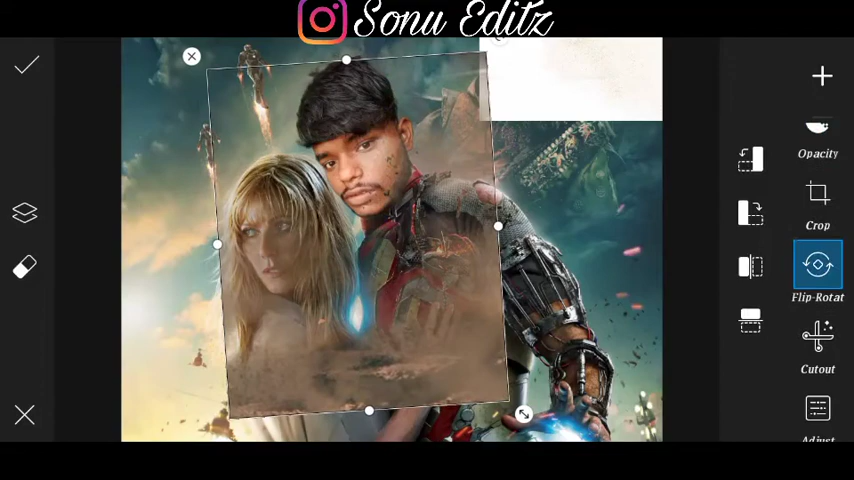 Sonu Editz
Opacity
Crop
Flip-Rotat
Cutout
Adjust